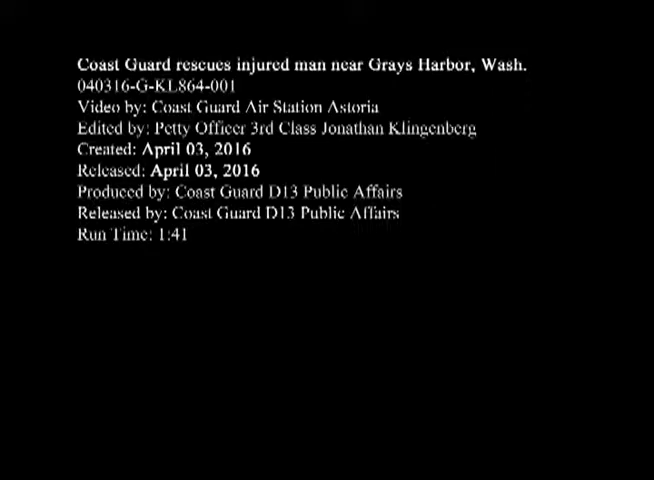 Coast Guard rescues injured man near Grays Harbor, Wash.
040316-G-KL864-001
Video by: Coast Guard Air Station Astoria
Edited by: Petty Officer 3rd Class Jonathan Klingenberg
Created: April 03, 2016
Released: April 03, 2016
Produced by: Coast Guard D13 Public Affairs
Released by: Coast Guard D13 Public Affairs
Run Time: 1:41